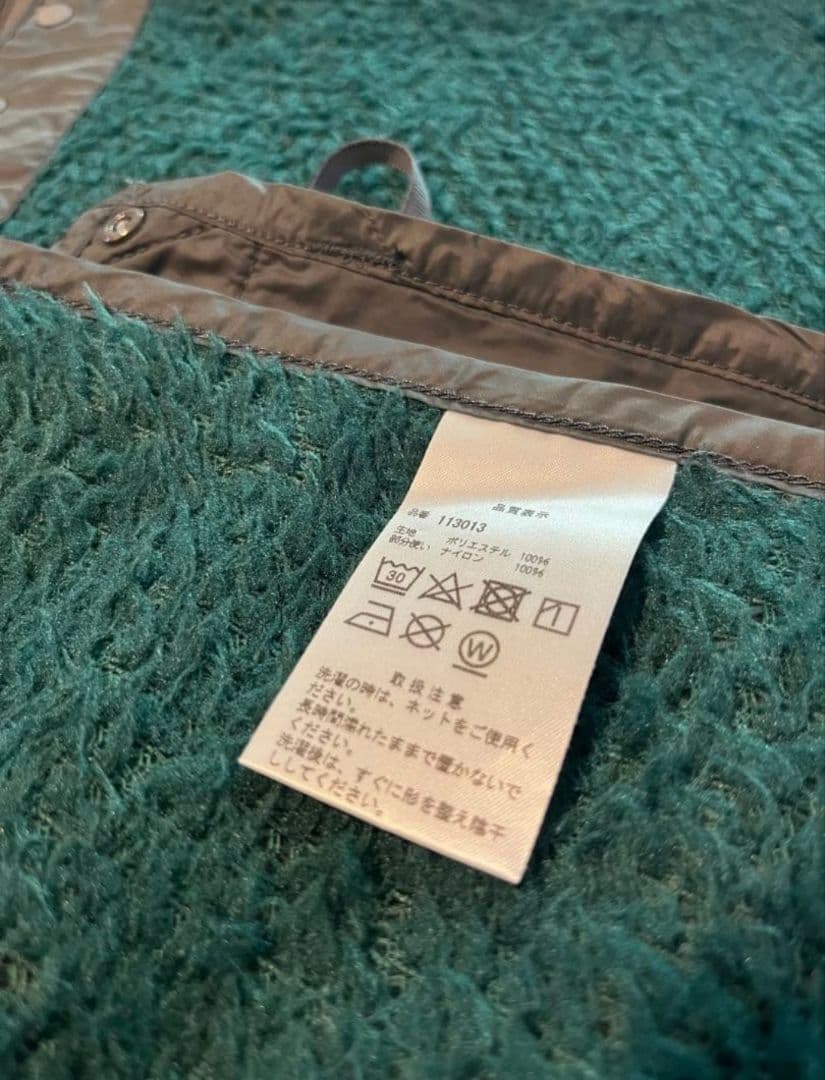 品質表示
品番 113013
生地 ポリエステル 100%
部分使い ナイロン 100%
30
W
取扱注意
洗濯の時は、ネットをご使用く
ださい。
長時間濡れたままで置かないで
ください。
洗濯後は、すぐに形を整え陰干
ししてください。